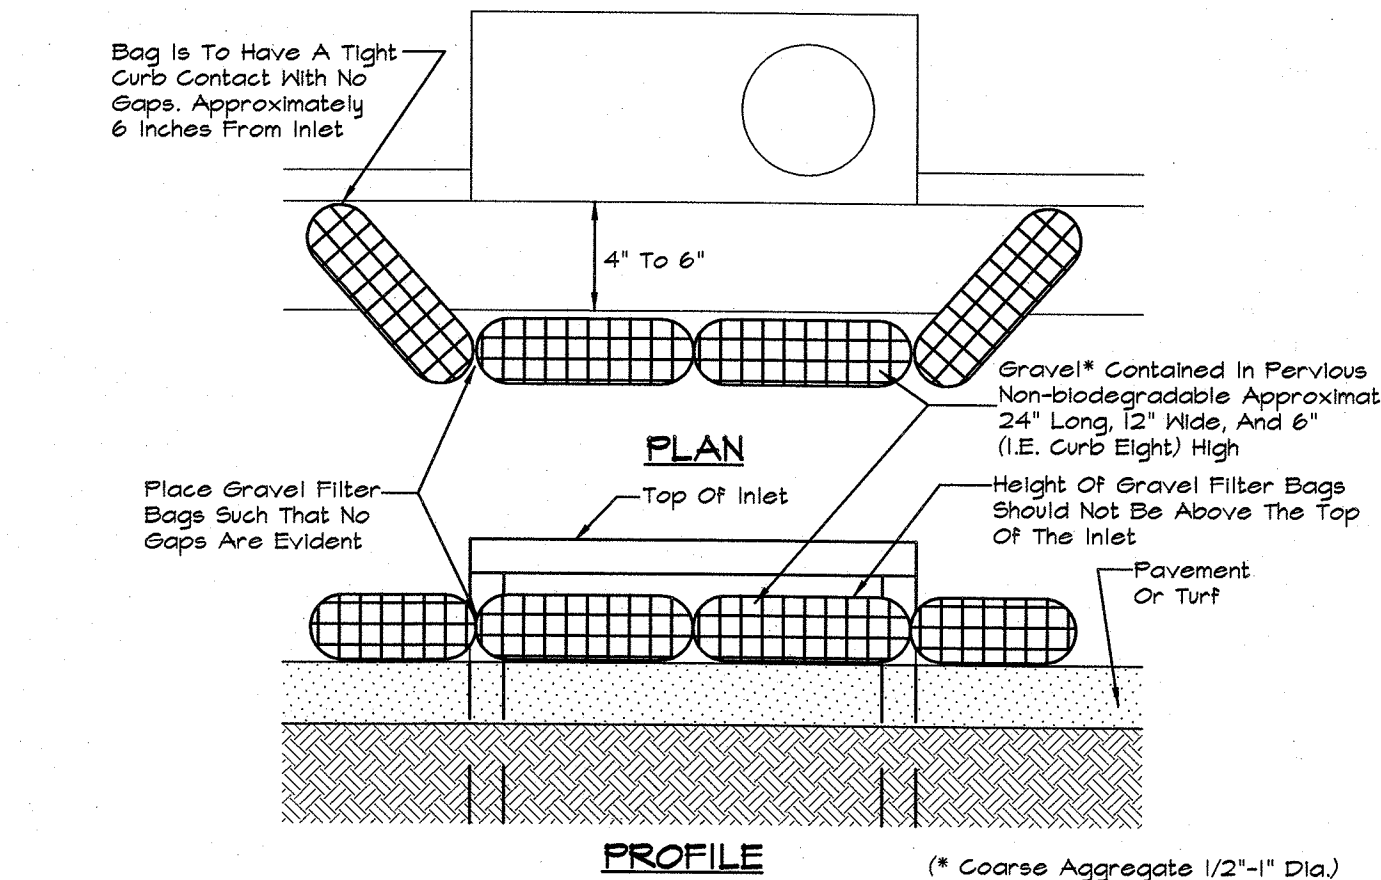 Bag Is To Have A Tight
Curb Contact With No
Gaps. Approximately
6 Inches From Inlet
4" To 6"
Gravel* Contained In Pervious
Non-biodegradable Approximat
24" Long, 12" Wide, And 6"
(I.E. Curb Eight) High
PLAN
Place Gravel Filter
Bags Such That No
Gaps Are Evident
Top Of Inlet
Height Of Gravel Filter Bags
Should Not Be Above The Top
Of The Inlet
Pavement
Or Turf
PROFILE
(* Coarse Aggregate 1/2"-1" Dia.)